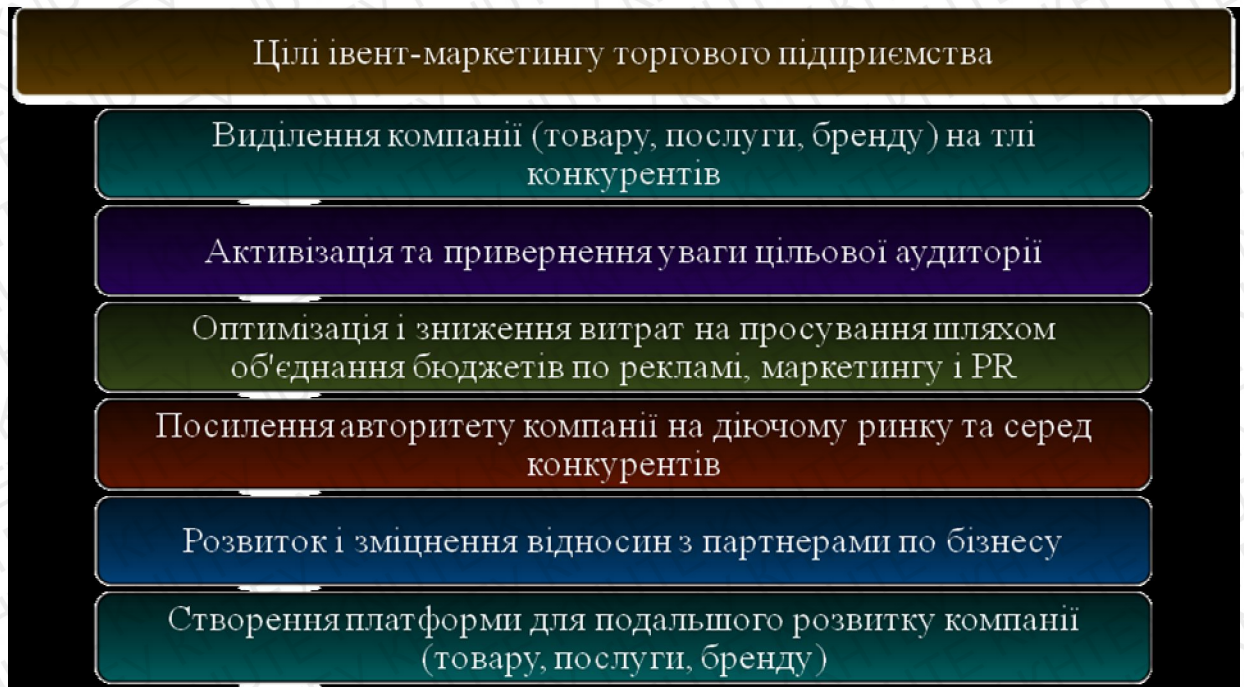 Цілі івент-маркетингу торгового підприємства
Виділення компанії (товару, послуги, бренду) на тлі
конкурентів
Активізація та привернення уваги цільової аудиторії
Оптимізація і зниження витрат на просування шляхом
об'єднання бюджетів по рекламі, маркетингу і PR
Посилення авторитету компанії на діючому ринку та серед
конкурентів
Розвиток і зміцнення відносин з партнерами по бізнесу
Створення платформи для подальшого розвитку компанії
(товару, послуги, бренду)